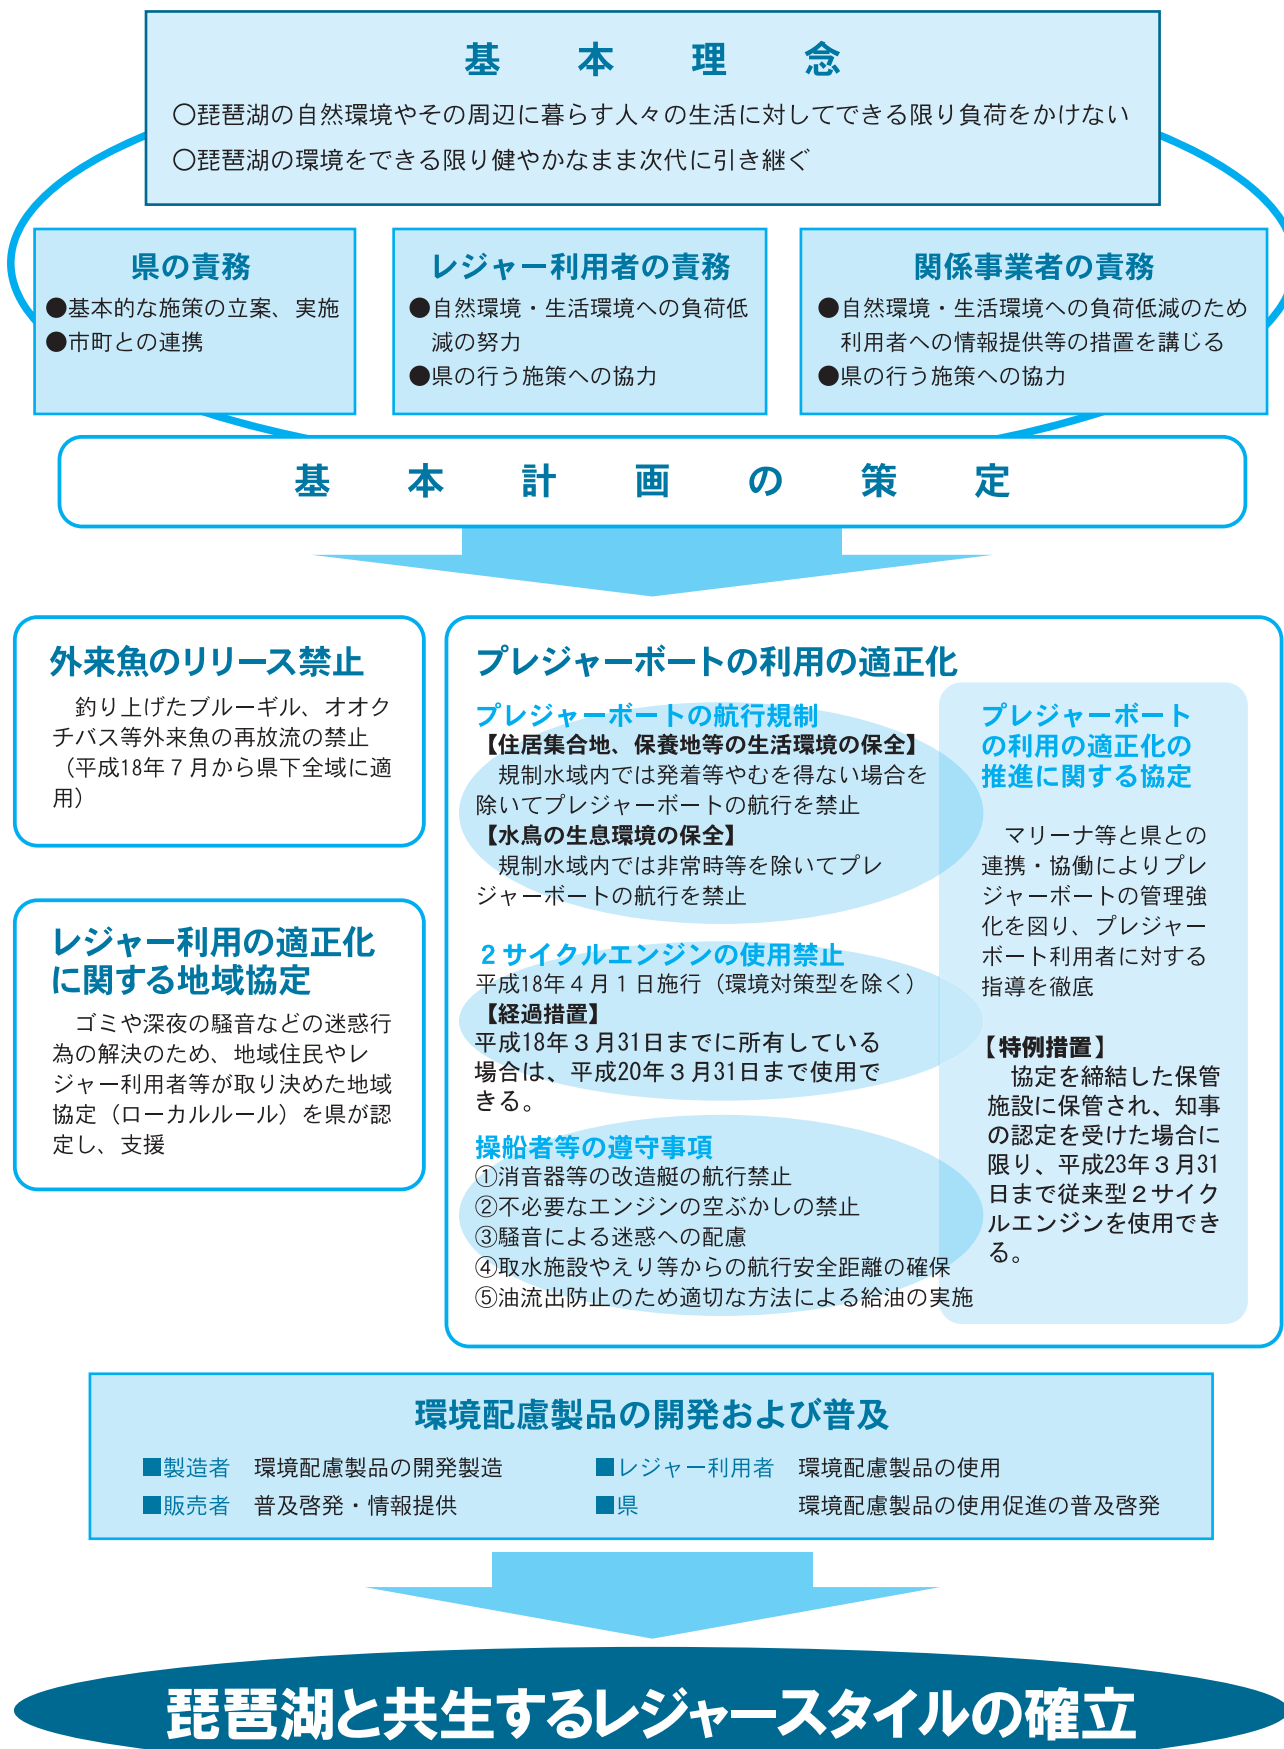 基本理念
○琵琶湖の自然環境やその周辺に暮らす人々の生活に対してできる限り負荷をかけない
○琵琶湖の環境をできる限り健やかなまま次代に引き継ぐ
県の責務
●基本的な施策の立案、実施
●市町との連携
レジャー利用者の責務
●自然環境・生活環境への負荷低
減の努力
●県の行う施策への協力
関係事業者の責務
●自然環境・生活環境への負荷低減のため
利用者への情報提供等の措置を講じる
●県の行う施策への協力
基本計画の策定
外来魚のリリース禁止
釣り上げたブルーギル、オオク
チバス等外来魚の再放流の禁止
（平成18年７月から県下全域に適
用）
レジャー利用の適正化
に関する地域協定
ゴミや深夜の騒音などの迷惑行
為の解決のため、地域住民やレ
ジャー利用者等が取り決めた地域
協定（ローカルルール）を県が認
定し、支援
プレジャーボートの利用の適正化
プレジャーボートの航行規制
【住居集合地、保養地等の生活環境の保全】
規制水域内では発着等やむを得ない場合を
除いてプレジャーボートの航行を禁止
【水鳥の生息環境の保全】
規制水域内では非常時等を除いてプレ
ジャーボートの航行を禁止
２サイクルエンジンの使用禁止
平成18年４月１日施行（環境対策型を除く）
【経過措置】
平成18年３月31日までに所有している
場合は、平成20年３月31日まで使用で
きる。
操船者等の遵守事項
①消音器等の改造艇の航行禁止
②不必要なエンジンの空ぶかしの禁止
③騒音による迷惑への配慮
④取水施設やえり等からの航行安全距離の確保
⑤油流出防止のため適切な方法による給油の実施
プレジャーボート
の利用の適正化の
推進に関する協定
マリーナ等と県との
連携・協働によりプレ
ジャーボートの管理強
化を図り、プレジャー
ボート利用者に対する
指導を徹底
【特例措置】
協定を締結した保管
施設に保管され、知事
の認定を受けた場合に
限り、平成23年３月31
日まで従来型２サイク
ルエンジンを使用でき
る。
環境配慮製品の開発および普及
■製造者 環境配慮製品の開発製造
■レジャー利用者 環境配慮製品の使用
■販売者 普及啓発・情報提供
■県 環境配慮製品の使用促進の普及啓発
琵琶湖と共生するレジャースタイルの確立